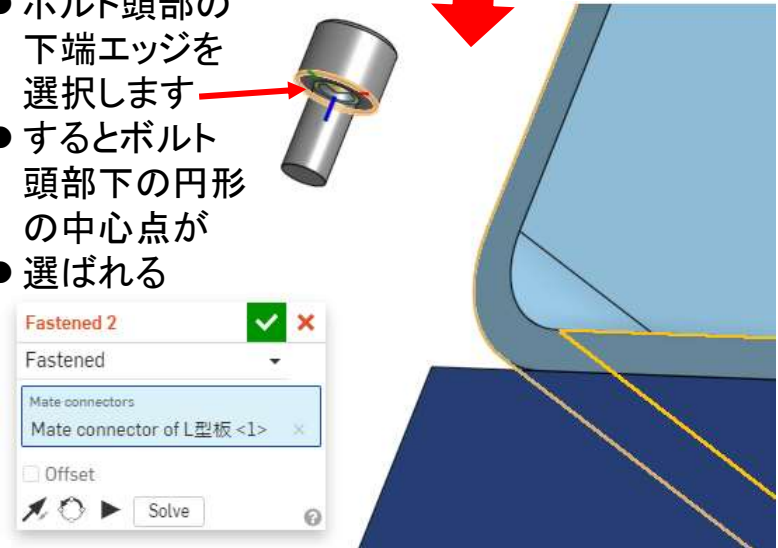 ● ボルト頭部の
下端エッジを
選択します
● するとボルト
頭部下の円形
の中心点が
● 選ばれる
Fastened 2
Fastened
Mate connectors
Mate connector of L型板 <1>
Offset
Solve